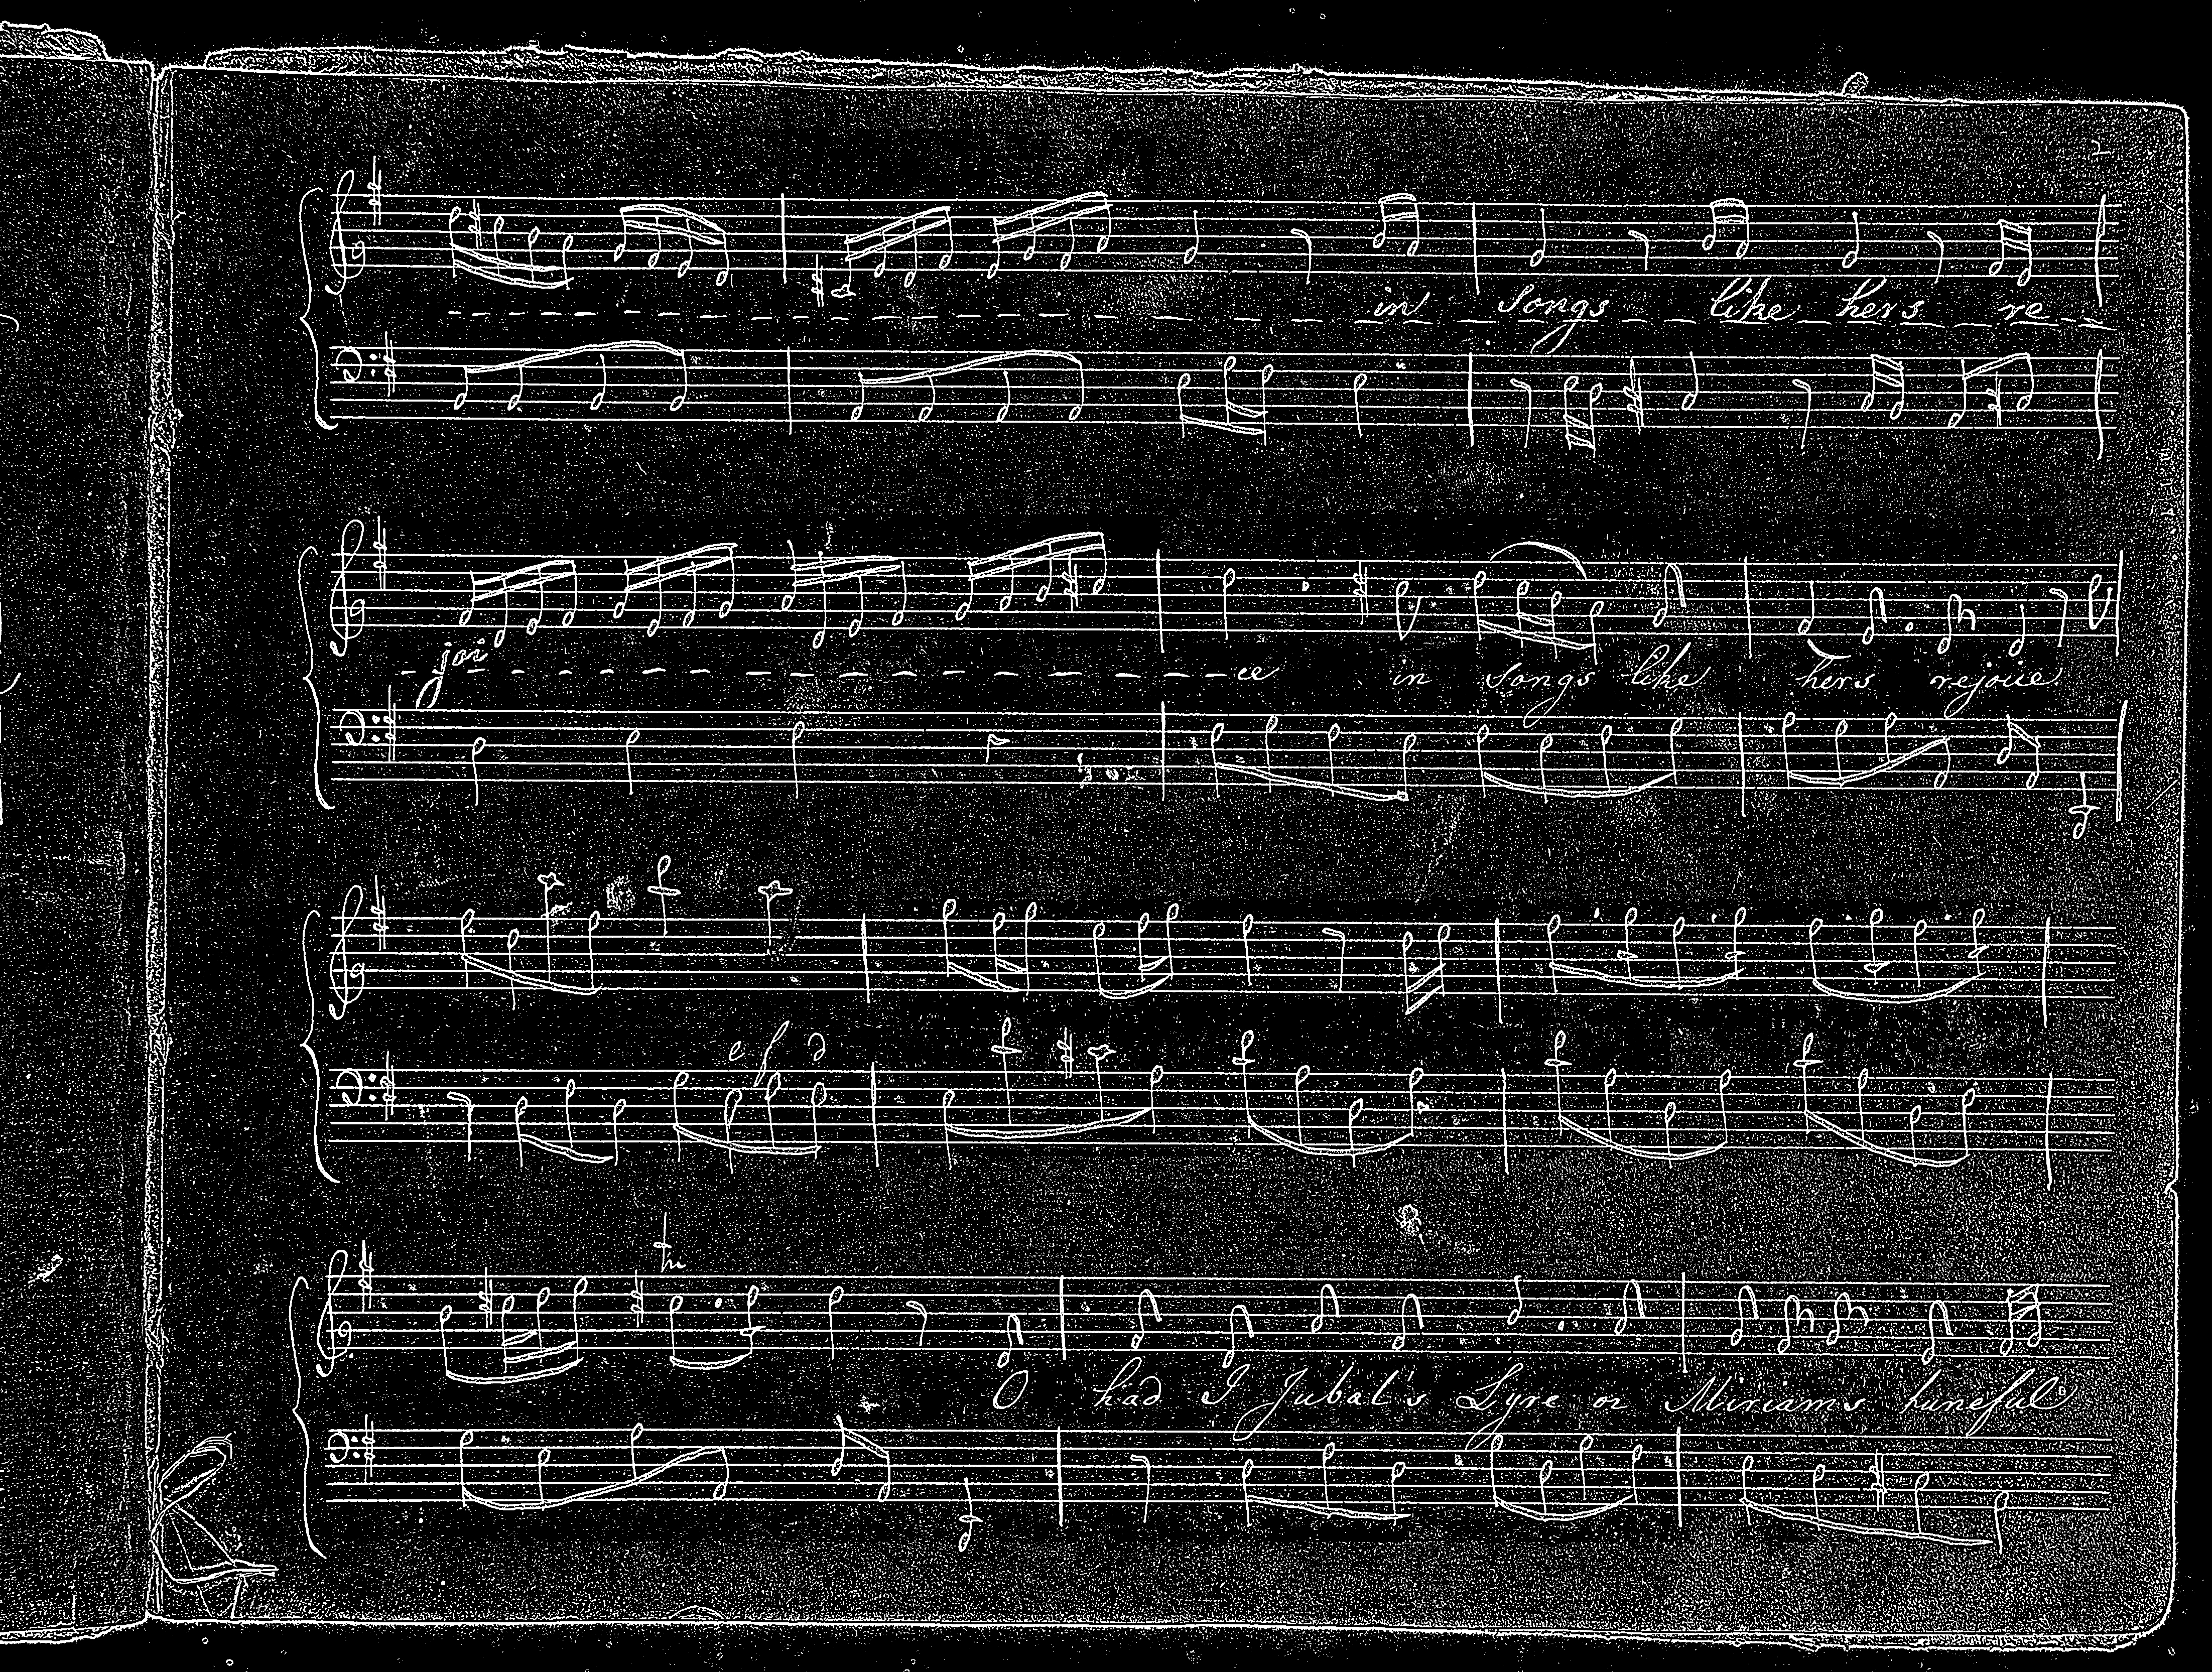 2
in songs like hers re
joi ce in songs like hers rejoice
e f d
tr
O had I Jubal's Lyre or Miriam's tuneful